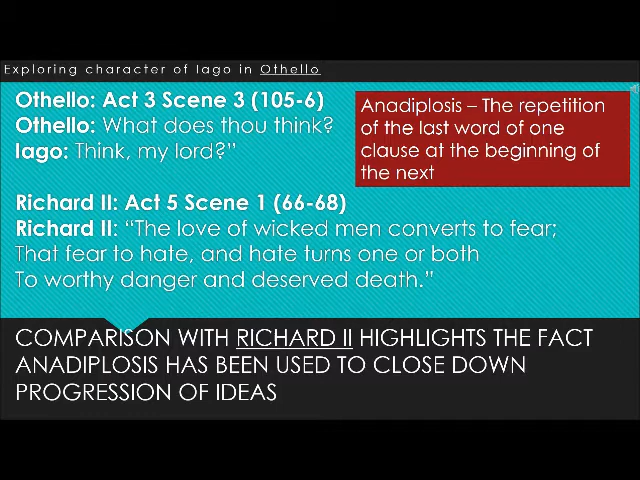 Exploring character of Iago in Othello
Othello: Act 3 Scene 3 (105-6)
Othello: What does thou think?
Iago: Think, my lord?"
Anadiplosis – The repetition
of the last word of one
clause at the beginning of
the next
Richard II: Act 5 Scene 1 (66-68)
Richard II: "The love of wicked men converts to fear;
That fear to hate, and hate turns one or both
To worthy danger and deserved death."
COMPARISON WITH RICHARD II HIGHLIGHTS THE FACT
ANADIPLOSIS HAS BEEN USED TO CLOSE DOWN
PROGRESSION OF IDEAS